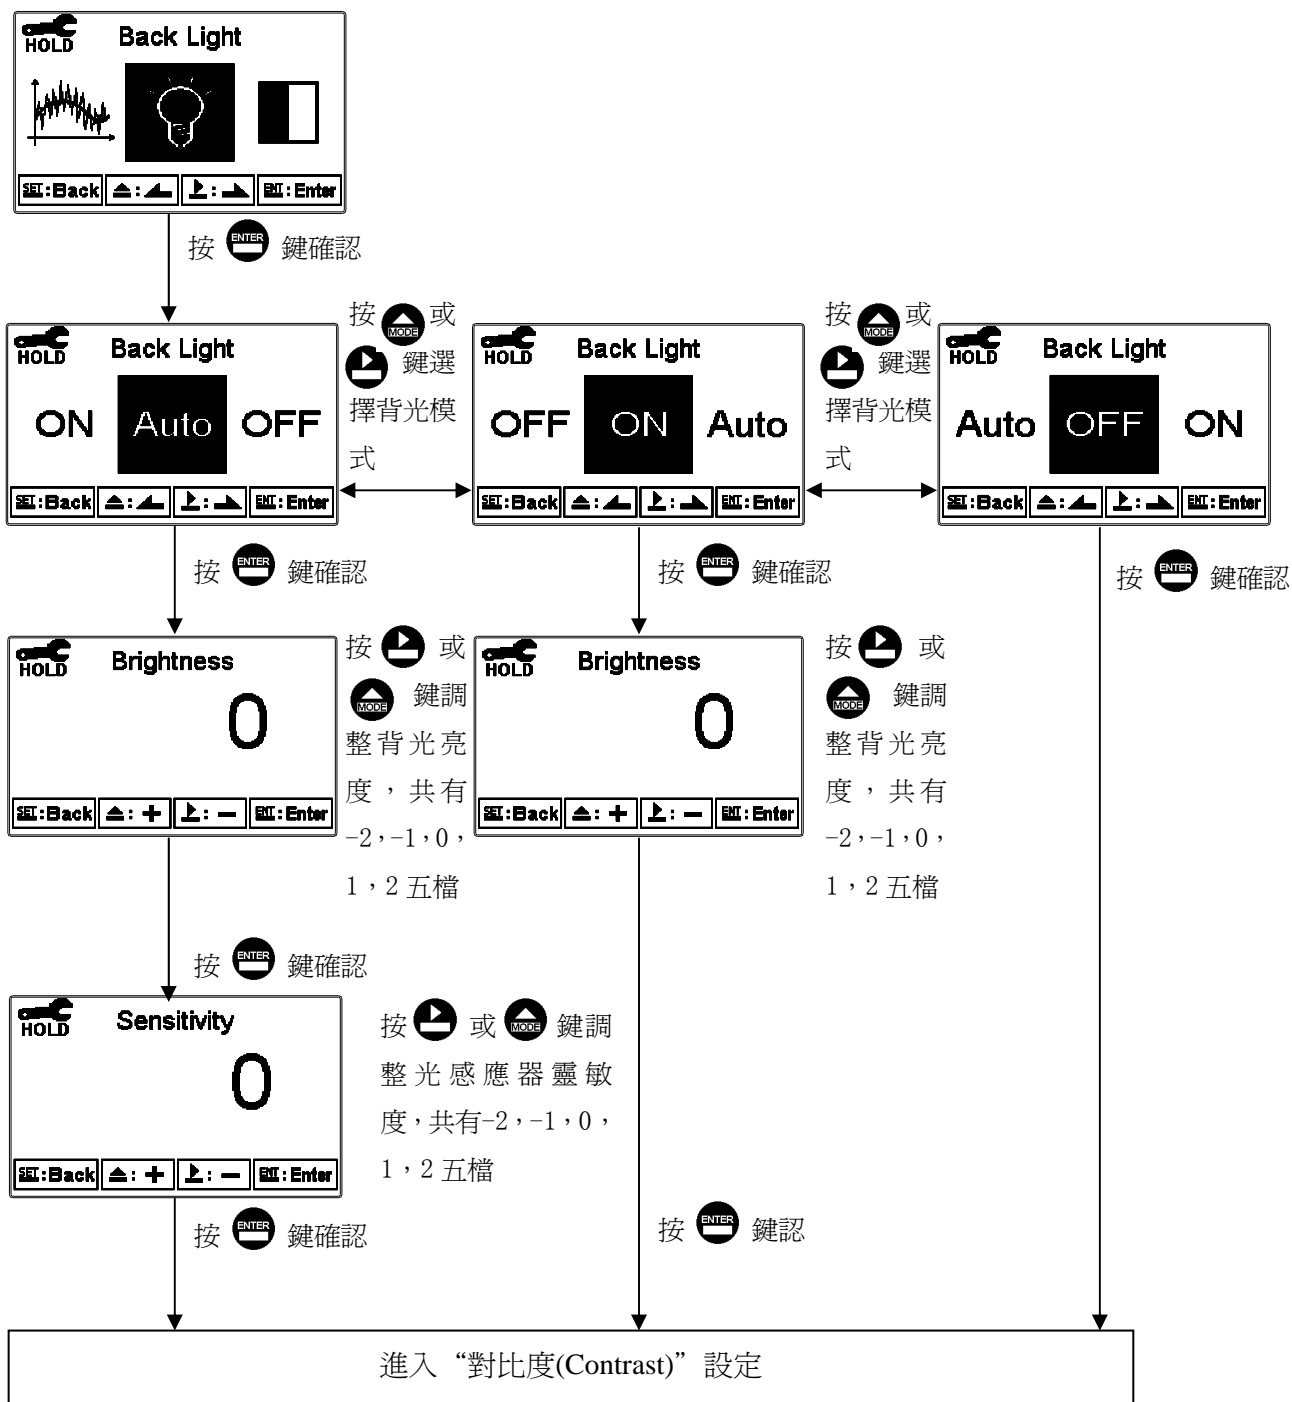 HOLD Back Light
SET:Back ▲: ▶: ENT:Enter
按 ENTER 鍵確認
按 MODE 或
鍵選
擇背光模
式
按 MODE 或
鍵選
擇背光模
式
HOLD Back Light
ON Auto OFF
SET:Back ▲: ▶: ENT:Enter
HOLD Back Light
OFF ON Auto
SET:Back ▲: ▶: ENT:Enter
HOLD Back Light
Auto OFF ON
SET:Back ▲: ▶: ENT:Enter
按 ENTER 鍵確認
按 ENTER 鍵確認
按 ENTER 鍵確認
HOLD Brightness
0
SET:Back ▲: + ▶: − ENT:Enter
按 或
MODE 鍵調
整背光亮
度，共有
-2，-1，0，
1，2 五檔
HOLD Brightness
0
SET:Back ▲: + ▶: − ENT:Enter
按 或
MODE 鍵調
整背光亮
度，共有
-2，-1，0，
1，2 五檔
按 ENTER 鍵確認
HOLD Sensitivity
0
SET:Back ▲: + ▶: − ENT:Enter
按 或 MODE 鍵調
整光感應器靈敏
度，共有-2，-1，0，
1，2 五檔
按 ENTER 鍵確認
按 ENTER 鍵認
進入“對比度(Contrast)”設定